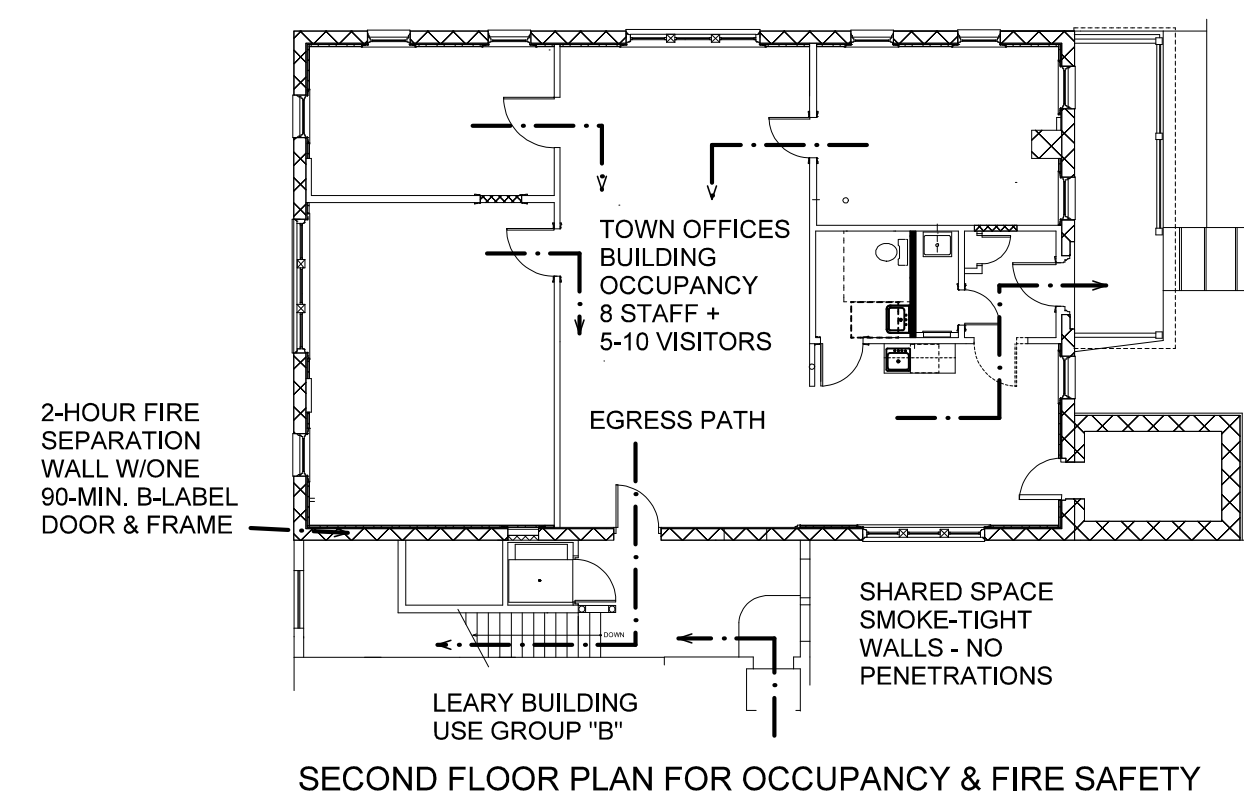 TOWN OFFICES
BUILDING
OCCUPANCY
8 STAFF +
5-10 VISITORS
EGRESS PATH
2-HOUR FIRE
SEPARATION
WALL W/ONE
90-MIN. B-LABEL
DOOR & FRAME
SHARED SPACE
SMOKE-TIGHT
WALLS - NO
PENETRATIONS
DOWN
LEARY BUILDING
USE GROUP "B"
SECOND FLOOR PLAN FOR OCCUPANCY & FIRE SAFETY